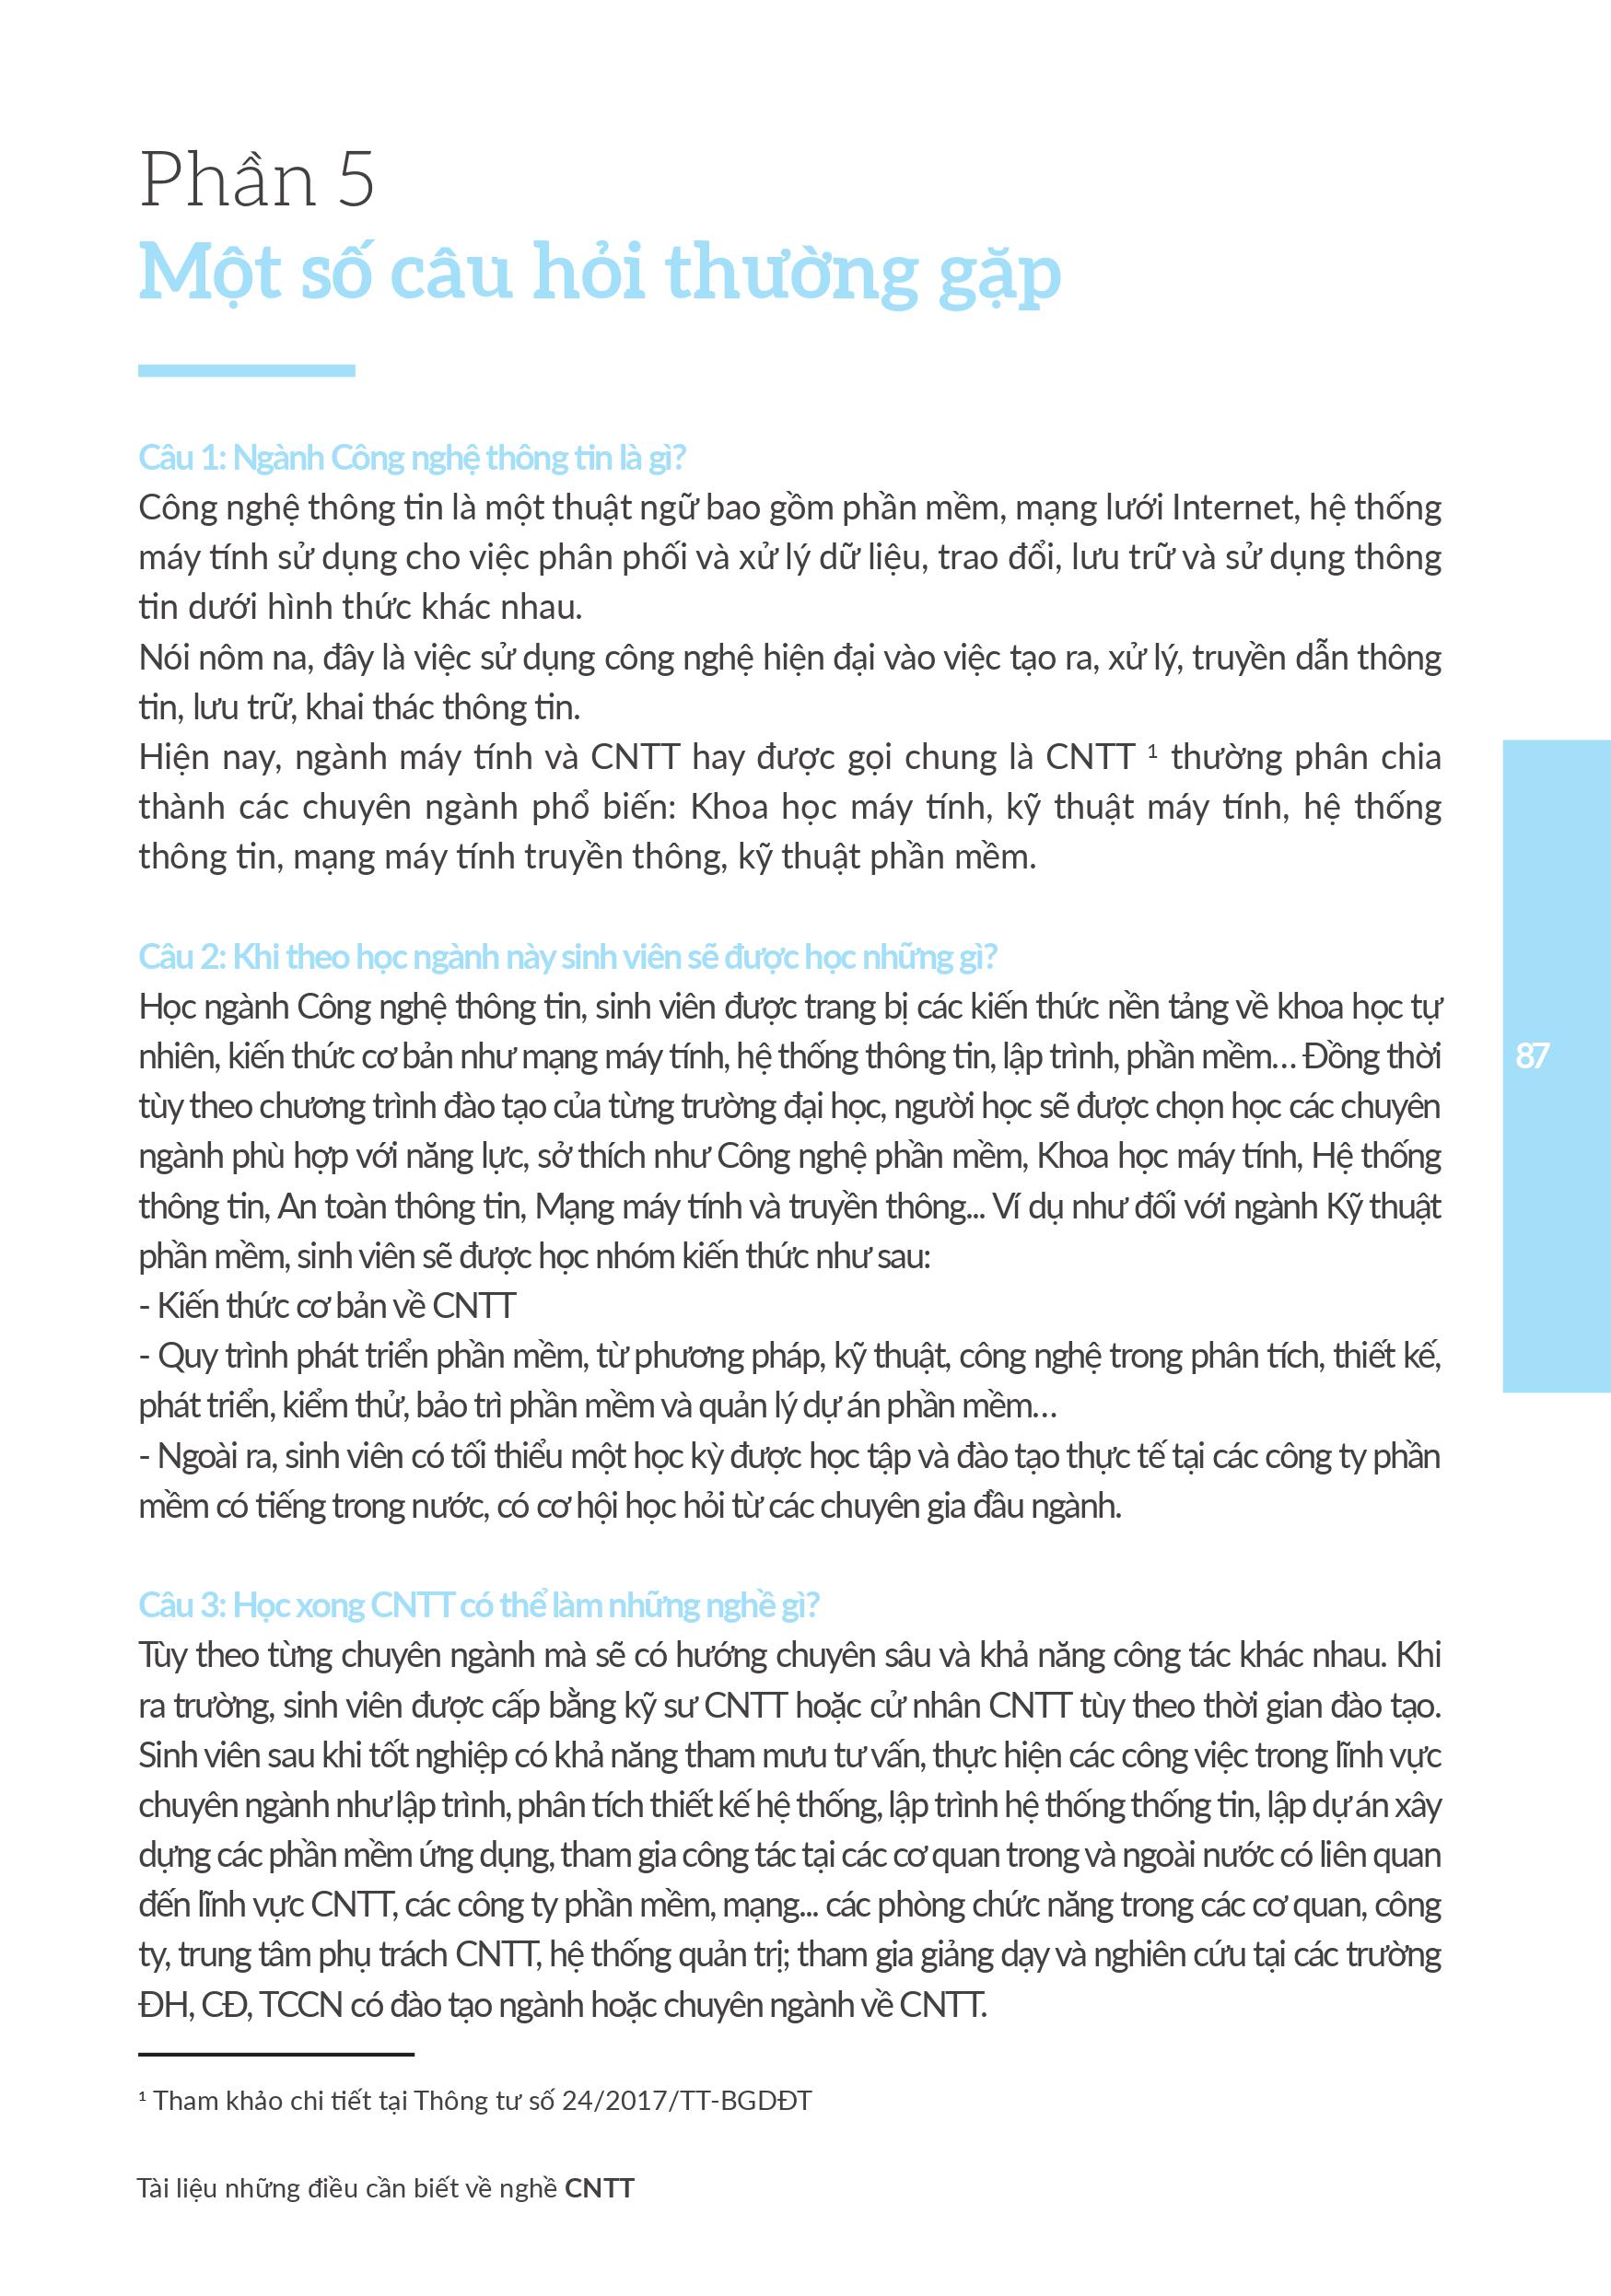 Phần 5
Một số câu hỏi thường gặp
Câu 1: Ngành Công nghệ thông tin là gì?
Công nghệ thông tin là một thuật ngữ bao gồm phần mềm, mạng lưới Internet, hệ thống
máy tính sử dụng cho việc phân phối và xử lý dữ liệu, trao đổi, lưu trữ và sử dụng thông
tin dưới hình thức khác nhau.
Nói nôm na, đây là việc sử dụng công nghệ hiện đại vào việc tạo ra, xử lý, truyền dẫn thông
tin, lưu trữ, khai thác thông tin.
Hiện nay, ngành máy tính và CNTT hay được gọi chung là CNTT ¹ thường phân chia
thành các chuyên ngành phổ biến: Khoa học máy tính, kỹ thuật máy tính, hệ thống
thông tin, mạng máy tính truyền thông, kỹ thuật phần mềm.
Câu 2: Khi theo học ngành này sinh viên sẽ được học những gì?
Học ngành Công nghệ thông tin, sinh viên được trang bị các kiến thức nền tảng về khoa học tự
nhiên, kiến thức cơ bản như mạng máy tính, hệ thống thông tin, lập trình, phần mềm… Đồng thời
tùy theo chương trình đào tạo của từng trường đại học, người học sẽ được chọn học các chuyên
ngành phù hợp với năng lực, sở thích như Công nghệ phần mềm, Khoa học máy tính, Hệ thống
thông tin, An toàn thông tin, Mạng máy tính và truyền thông... Ví dụ như đối với ngành Kỹ thuật
phần mềm, sinh viên sẽ được học nhóm kiến thức như sau:
- Kiến thức cơ bản về CNTT
- Quy trình phát triển phần mềm, từ phương pháp, kỹ thuật, công nghệ trong phân tích, thiết kế,
phát triển, kiểm thử, bảo trì phần mềm và quản lý dự án phần mềm…
- Ngoài ra, sinh viên có tối thiểu một học kỳ được học tập và đào tạo thực tế tại các công ty phần
mềm có tiếng trong nước, có cơ hội học hỏi từ các chuyên gia đầu ngành.
Câu 3: Học xong CNTT có thể làm những nghề gì?
Tùy theo từng chuyên ngành mà sẽ có hướng chuyên sâu và khả năng công tác khác nhau. Khi
ra trường, sinh viên được cấp bằng kỹ sư CNTT hoặc cử nhân CNTT tùy theo thời gian đào tạo.
Sinh viên sau khi tốt nghiệp có khả năng tham mưu tư vấn, thực hiện các công việc trong lĩnh vực
chuyên ngành như lập trình, phân tích thiết kế hệ thống, lập trình hệ thống thống tin, lập dự án xây
dựng các phần mềm ứng dụng, tham gia công tác tại các cơ quan trong và ngoài nước có liên quan
đến lĩnh vực CNTT, các công ty phần mềm, mạng... các phòng chức năng trong các cơ quan, công
ty, trung tâm phụ trách CNTT, hệ thống quản trị; tham gia giảng dạy và nghiên cứu tại các trường
ĐH, CĐ, TCCN có đào tạo ngành hoặc chuyên ngành về CNTT.
¹ Tham khảo chi tiết tại Thông tư số 24/2017/TT-BGDĐT
Tài liệu những điều cần biết về nghề CNTT
87